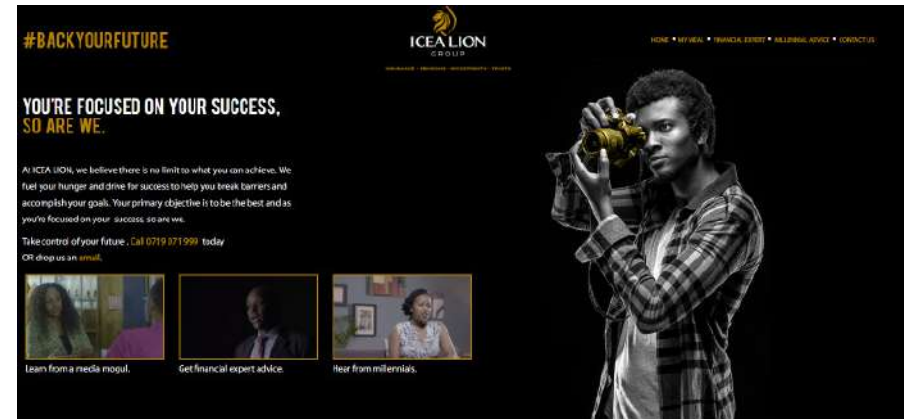 #BACKYOURFUTURE
ICEA LION
GROUP
HOME • MY MEAL • FINANCIAL EXPERT • MILLENNIAL ADVICE • CONTACT US
YOU'RE FOCUSED ON YOUR SUCCESS,
SO ARE WE.
At ICEA LION, we believe there is no limit to what you can achieve. We
fuel your hunger and drive for success to help you break barriers and
accomplish your goals. Your primary objective is to be the best and as
you're focused on your success, so are we.
Take control of your future . Call 0719 071 999 today
OR drop us an email.
Learn from a media mogul.
Get financial expert advice.
Hear from millennials.